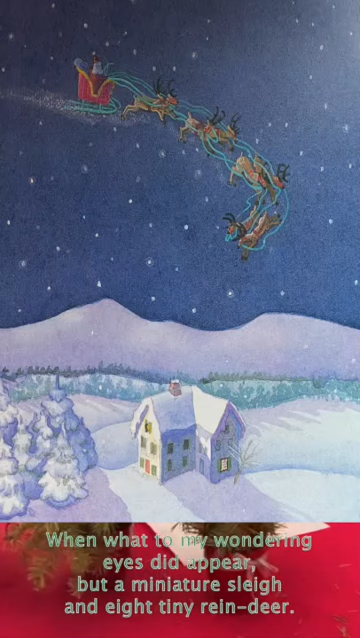 When what to my wondering
eyes did appear,
but a miniature sleigh
and eight tiny rein-deer.